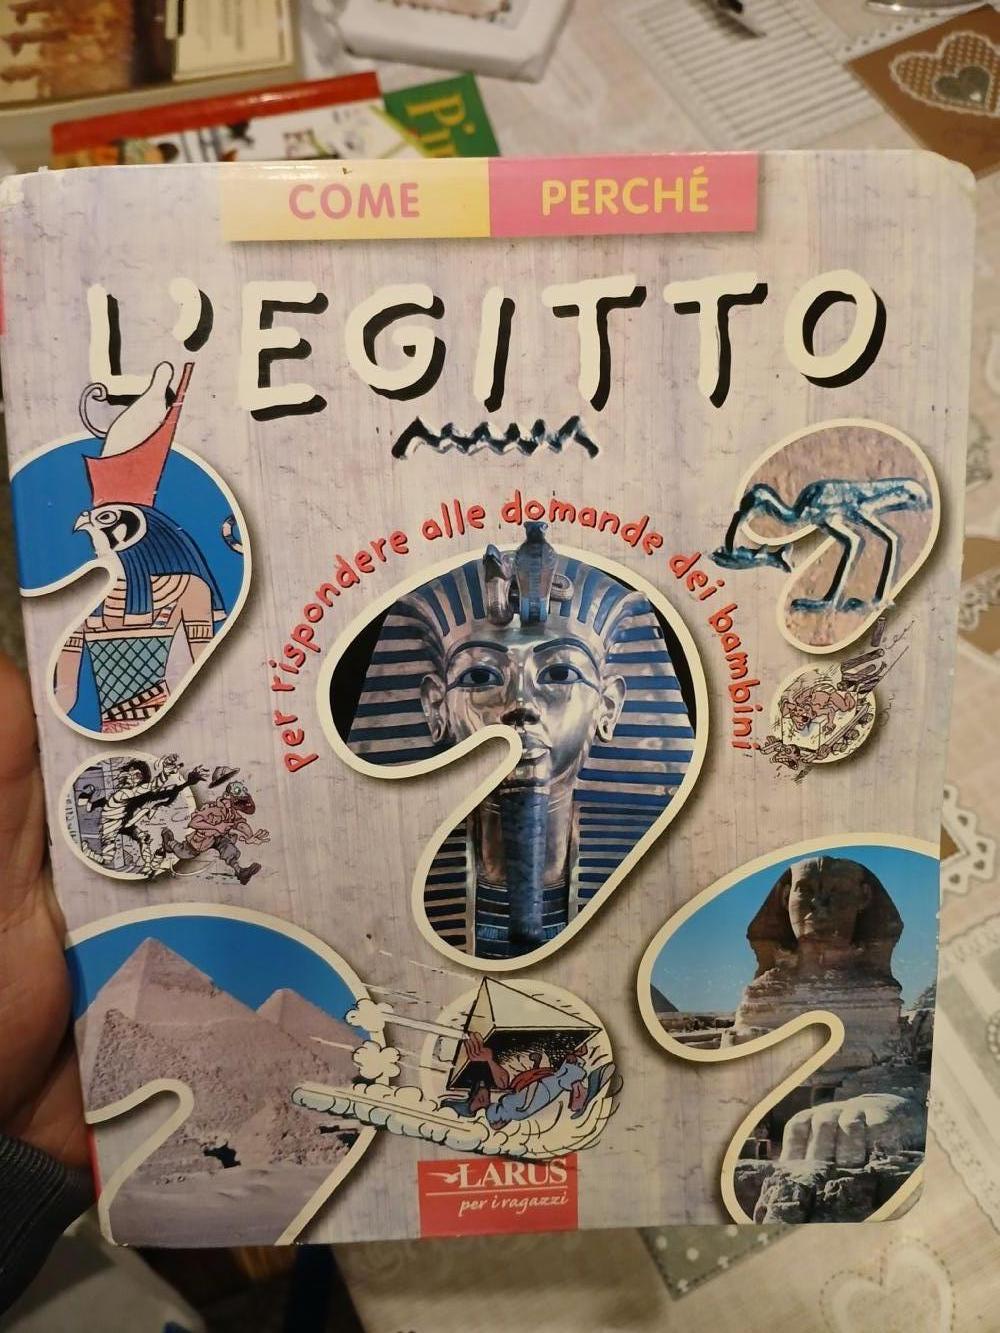 COME PERCHÉ
L'EGITTO
per rispondere alle domande dei bambini
LARUS
per i ragazzi